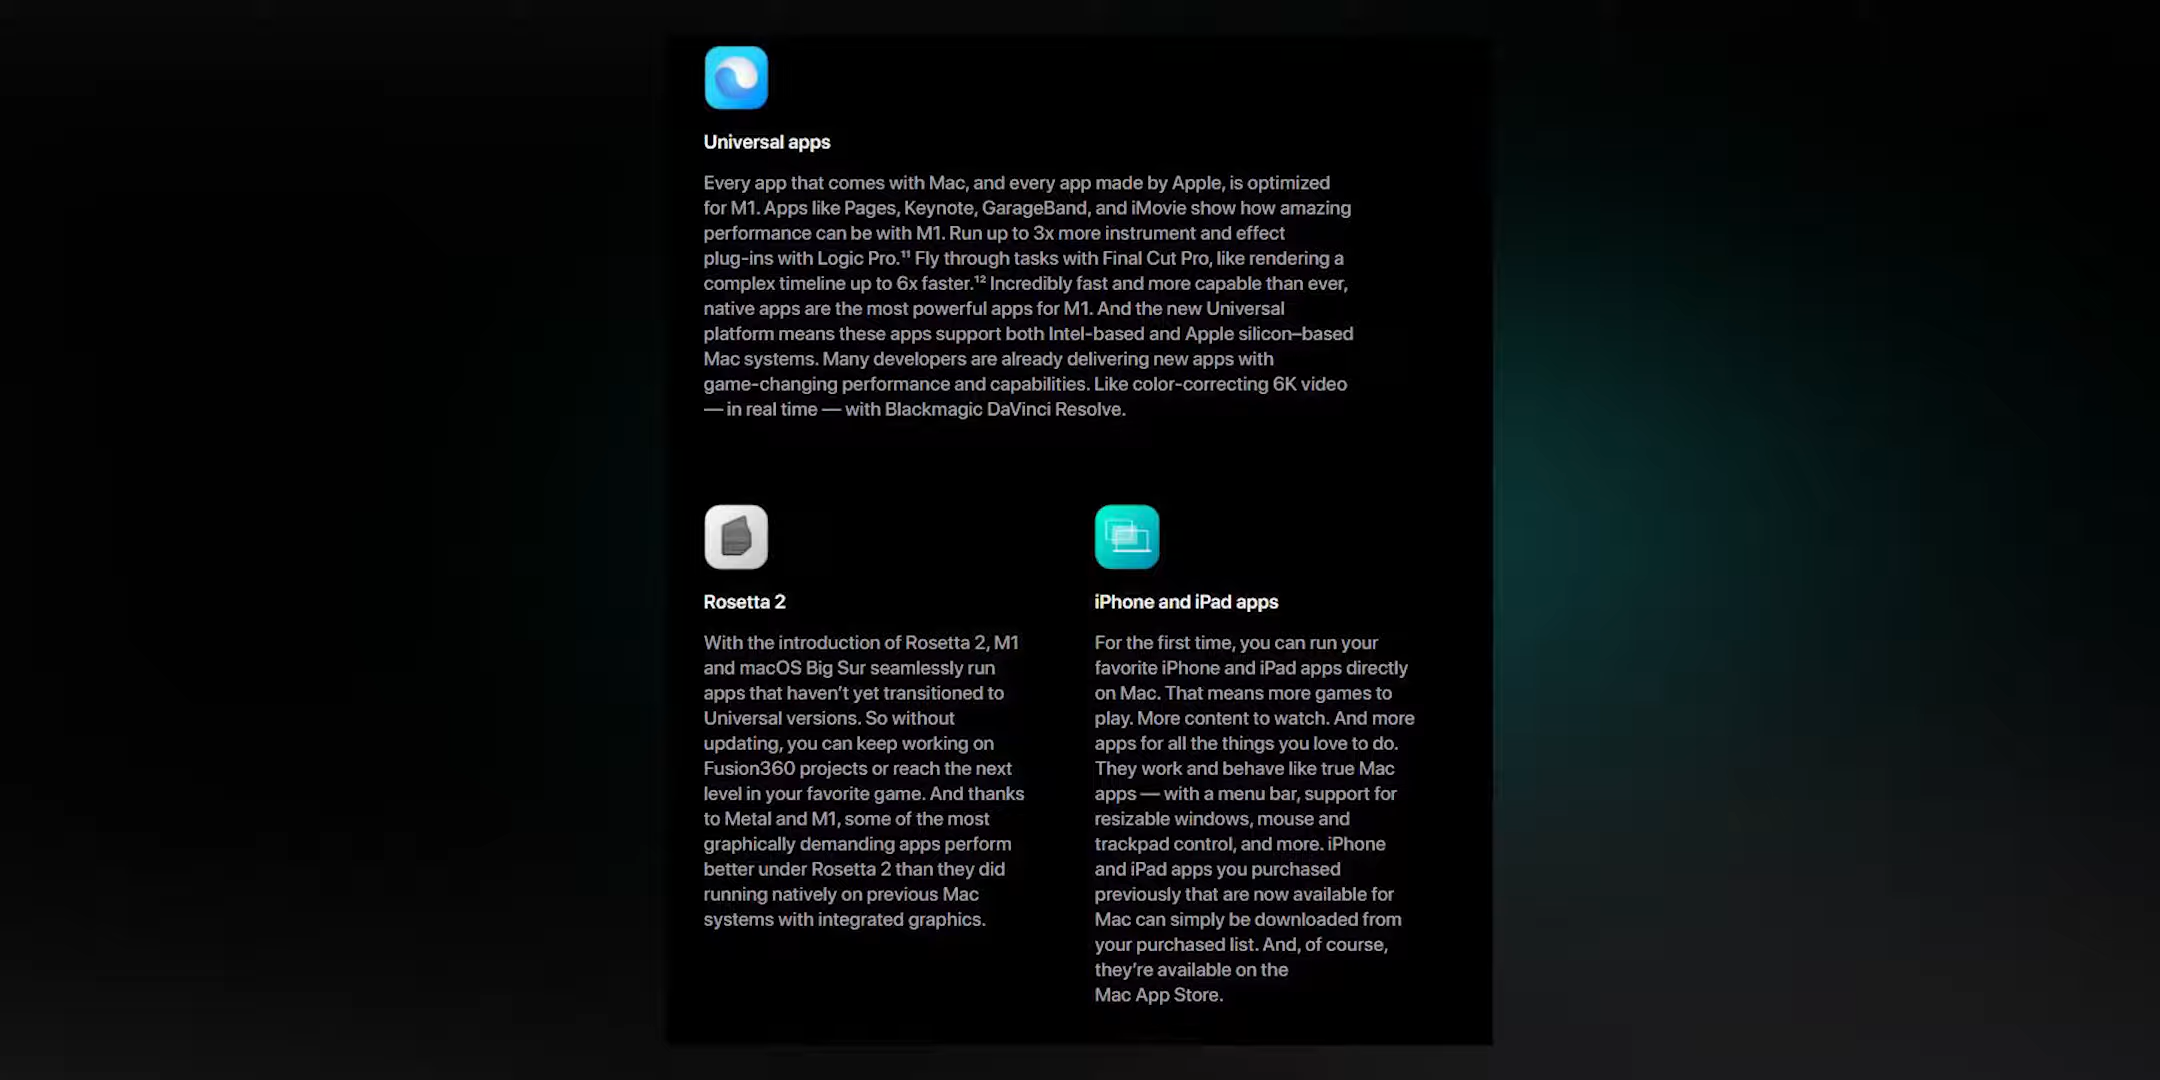 Universal apps
Every app that comes with Mac, and every app made by Apple, is optimized
for M1. Apps like Pages, Keynote, GarageBand, and iMovie show how amazing
performance can be with M1. Run up to 3x more instrument and effect
plug-ins with Logic Pro.¹¹ Fly through tasks with Final Cut Pro, like rendering a
complex timeline up to 6x faster.¹² Incredibly fast and more capable than ever,
native apps are the most powerful apps for M1. And the new Universal
platform means these apps support both Intel-based and Apple silicon–based
Mac systems. Many developers are already delivering new apps with
game-changing performance and capabilities. Like color-correcting 6K video
— in real time — with Blackmagic DaVinci Resolve.
Rosetta 2
With the introduction of Rosetta 2, M1
and macOS Big Sur seamlessly run
apps that haven’t yet transitioned to
Universal versions. So without
updating, you can keep working on
Fusion360 projects or reach the next
level in your favorite game. And thanks
to Metal and M1, some of the most
graphically demanding apps perform
better under Rosetta 2 than they did
running natively on previous Mac
systems with integrated graphics.
iPhone and iPad apps
For the first time, you can run your
favorite iPhone and iPad apps directly
on Mac. That means more games to
play. More content to watch. And more
apps for all the things you love to do.
They work and behave like true Mac
apps — with a menu bar, support for
resizable windows, mouse and
trackpad control, and more. iPhone
and iPad apps you purchased
previously that are now available for
Mac can simply be downloaded from
your purchased list. And, of course,
they’re available on the
Mac App Store.